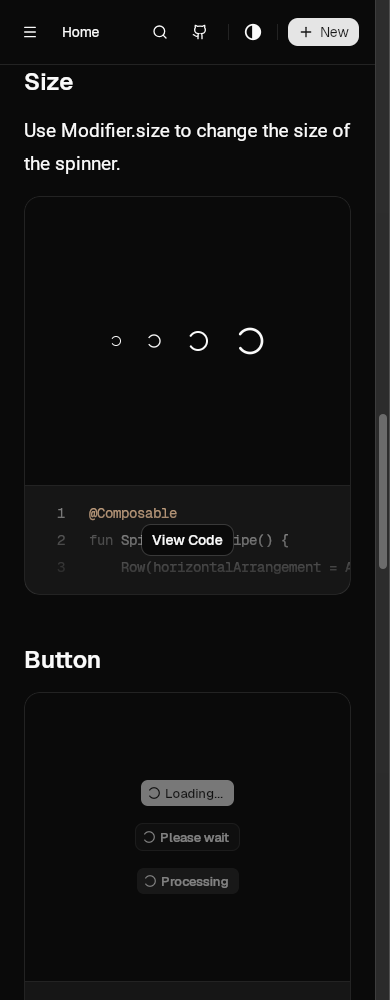 Home
New
Size
Use Modifier.size to change the size of
the spinner.
1 @Composable
2 fun ipe() {
View Code
3 Row(horizontalArrangement =
Button
Loading...
Please wait
Processing